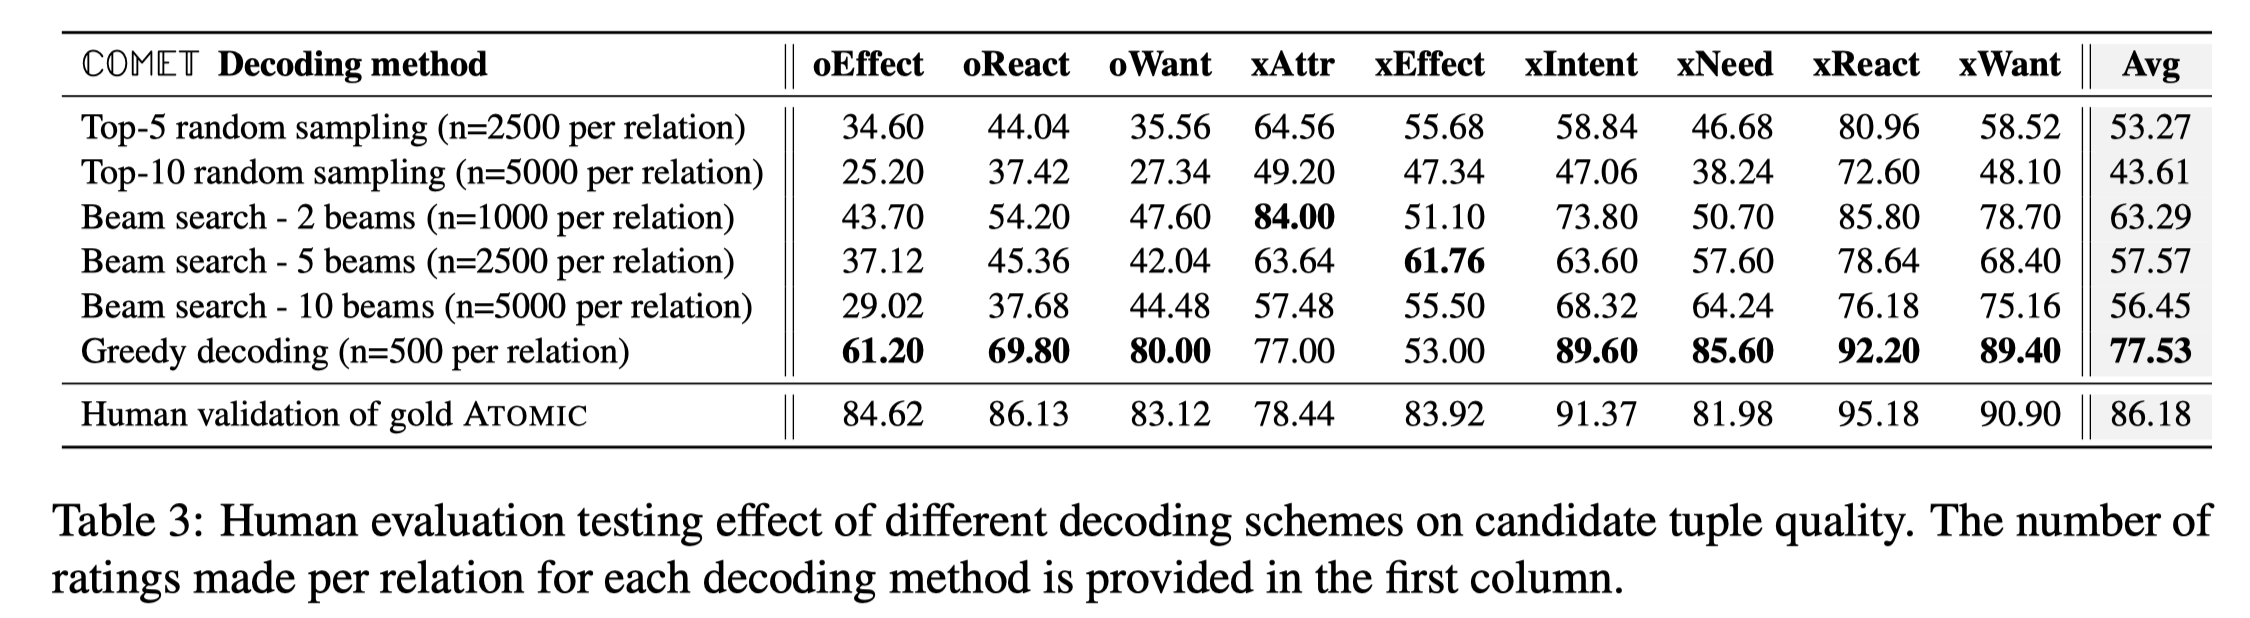 COMET Decoding method oEffect oReact oWant xAttr xEffect xIntent xNeed xReact xWant Avg
Top-5 random sampling (n=2500 per relation) 34.60 44.04 35.56 64.56 55.68 58.84 46.68 80.96 58.52 53.27
Top-10 random sampling (n=5000 per relation) 25.20 37.42 27.34 49.20 47.34 47.06 38.24 72.60 48.10 43.61
Beam search - 2 beams (n=1000 per relation) 43.70 54.20 47.60 84.00 51.10 73.80 50.70 85.80 78.70 63.29
Beam search - 5 beams (n=2500 per relation) 37.12 45.36 42.04 63.64 61.76 63.60 57.60 78.64 68.40 57.57
Beam search - 10 beams (n=5000 per relation) 29.02 37.68 44.48 57.48 55.50 68.32 64.24 76.18 75.16 56.45
Greedy decoding (n=500 per relation) 61.20 69.80 80.00 77.00 53.00 89.60 85.60 92.20 89.40 77.53
Human validation of gold ATOMIC 84.62 86.13 83.12 78.44 83.92 91.37 81.98 95.18 90.90 86.18
Table 3: Human evaluation testing effect of different decoding schemes on candidate tuple quality. The number of
ratings made per relation for each decoding method is provided in the first column.